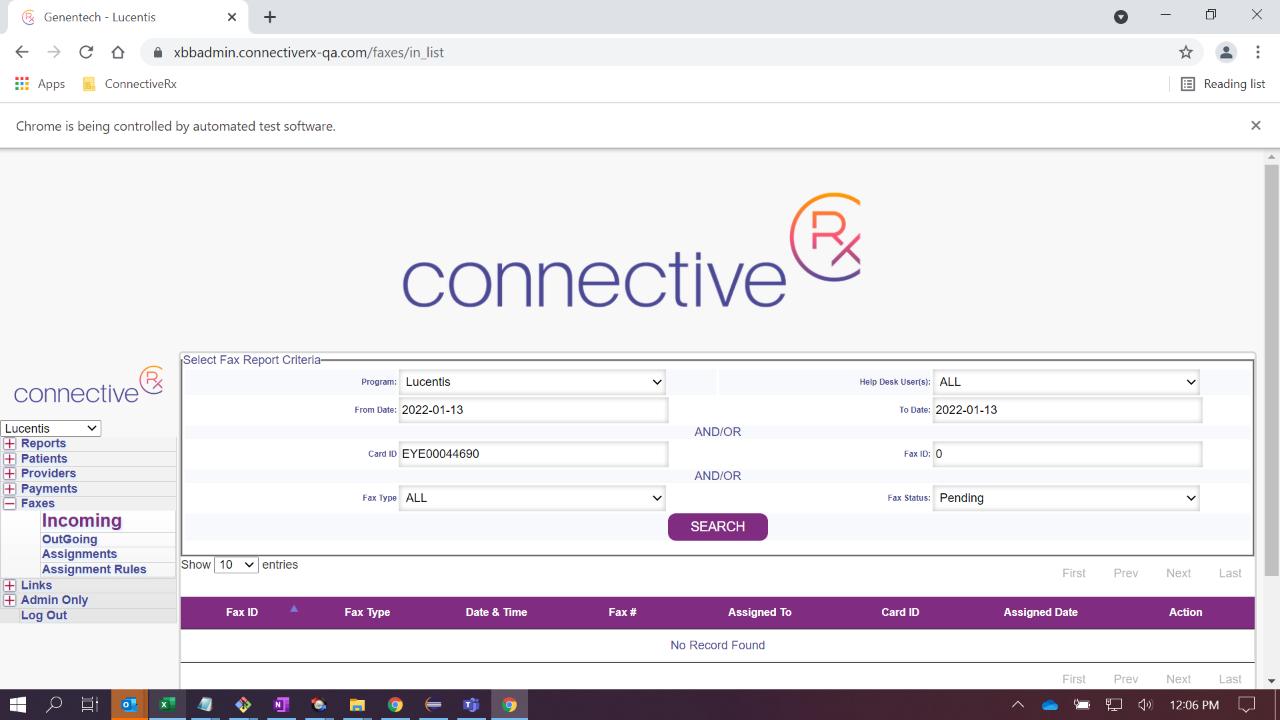 Genentech - Lucentis
xbbadmin.connectiverx-qa.com/faxes/in_list
Apps ConnectiveRx Reading list
Chrome is being controlled by automated test software.
connective Rx
connective Rx
Lucentis
Reports
Patients
Providers
Payments
Faxes
Incoming
OutGoing
Assignments
Assignment Rules
Links
Admin Only
Log Out
Select Fax Report Criteria
Program: Lucentis Help Desk User(s): ALL
From Date: 2022-01-13 To Date: 2022-01-13
AND/OR
Card ID EYE00044690 Fax ID: 0
AND/OR
Fax Type ALL Fax Status: Pending
SEARCH
Show 10 entries
First Prev Next Last
Fax ID Fax Type Date & Time Fax # Assigned To Card ID Assigned Date Action
No Record Found
First Prev Next Last
12:06 PM